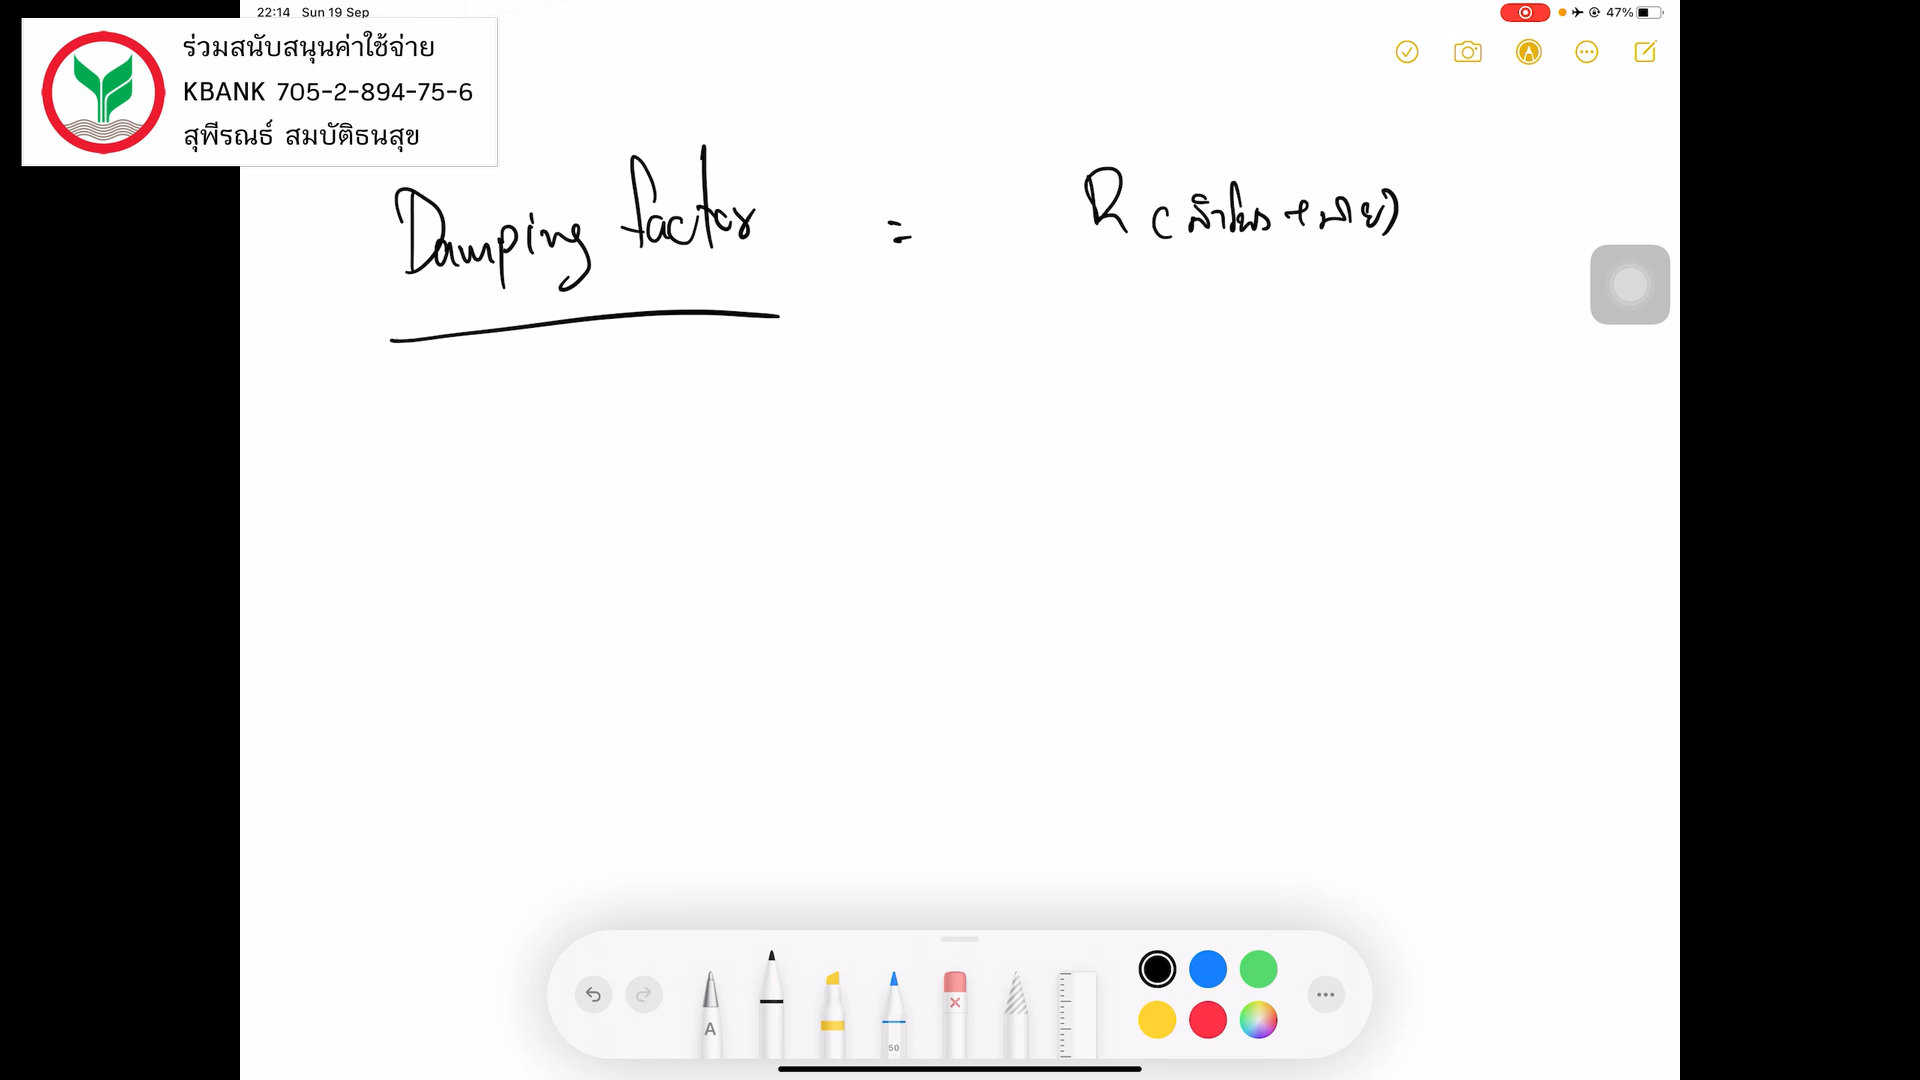 22:14 Sun 19 Sep
47%
ร่วมสนับสนุนค่าใช้จ่าย
KBANK 705-2-894-75-6
สุพีรณธ์ สมบัติธนสุข
Damping factor = R (ลำโพง + สาย)
A
50